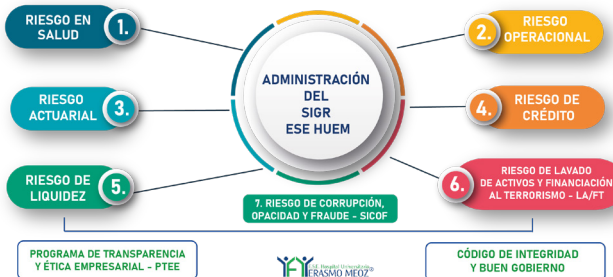 RIESGO EN
SALUD
1.
2.
RIESGO
OPERACIONAL
ADMINISTRACIÓN
DEL
SIGR
ESE HUEM
RIESGO
ACTUARIAL
3.
4.
RIESGO DE
CRÉDITO
RIESGO DE
LIQUIDEZ
5.
6.
RIESGO DE LAVADO
DE ACTIVOS Y FINANCIACIÓN
AL TERRORISMO - LA/FT
7. RIESGO DE CORRUPCIÓN,
OPACIDAD Y FRAUDE - SICOF
PROGRAMA DE TRANSPARENCIA
Y ÉTICA EMPRESARIAL - PTEE
E.S.E. Hospital Universitario
ERASMO MEOZ®
CÓDIGO DE INTEGRIDAD
Y BUEN GOBIERNO